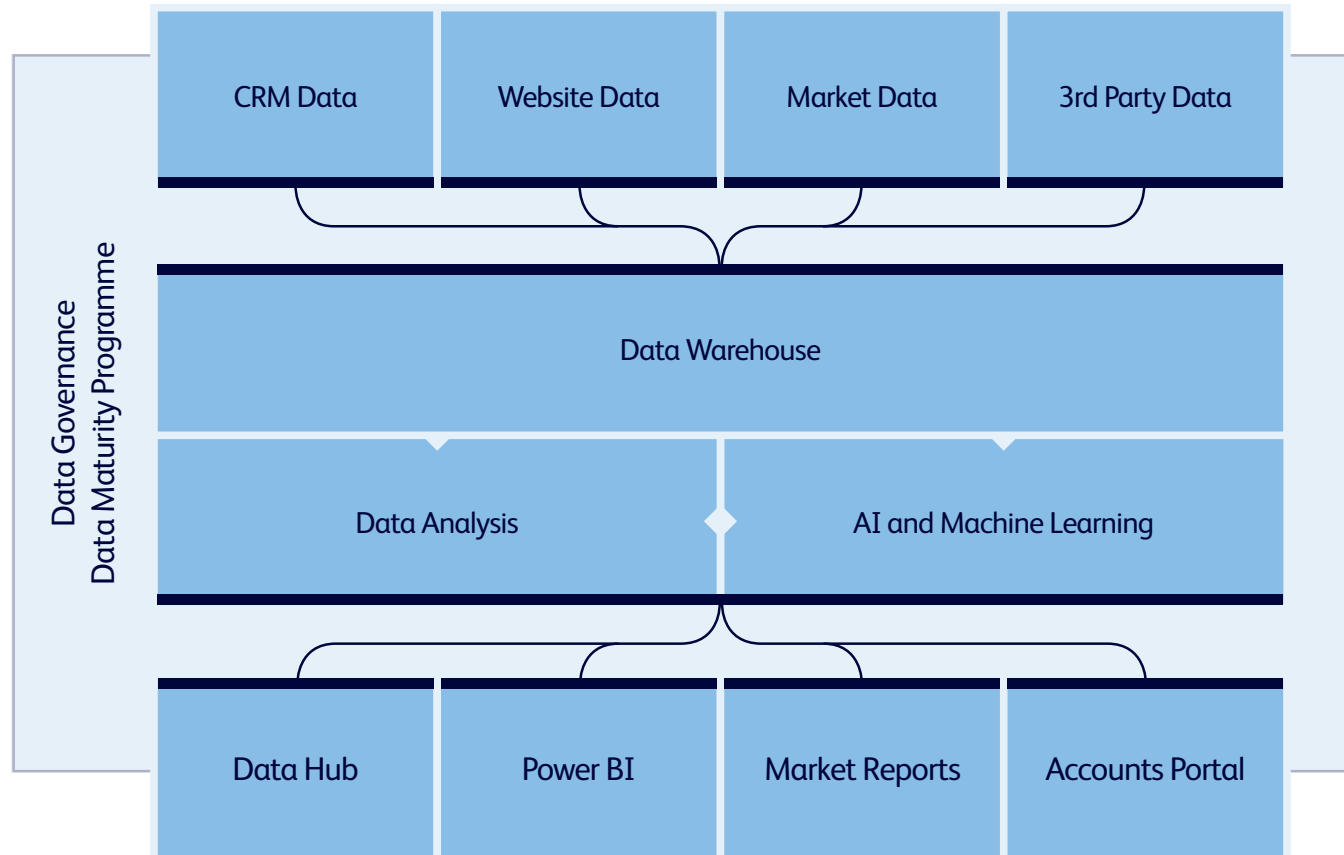 CRM Data
Website Data
Market Data
3rd Party Data
Data Governance
Data Maturity Programme
Data Warehouse
Data Analysis
AI and Machine Learning
Data Hub
Power BI
Market Reports
Accounts Portal